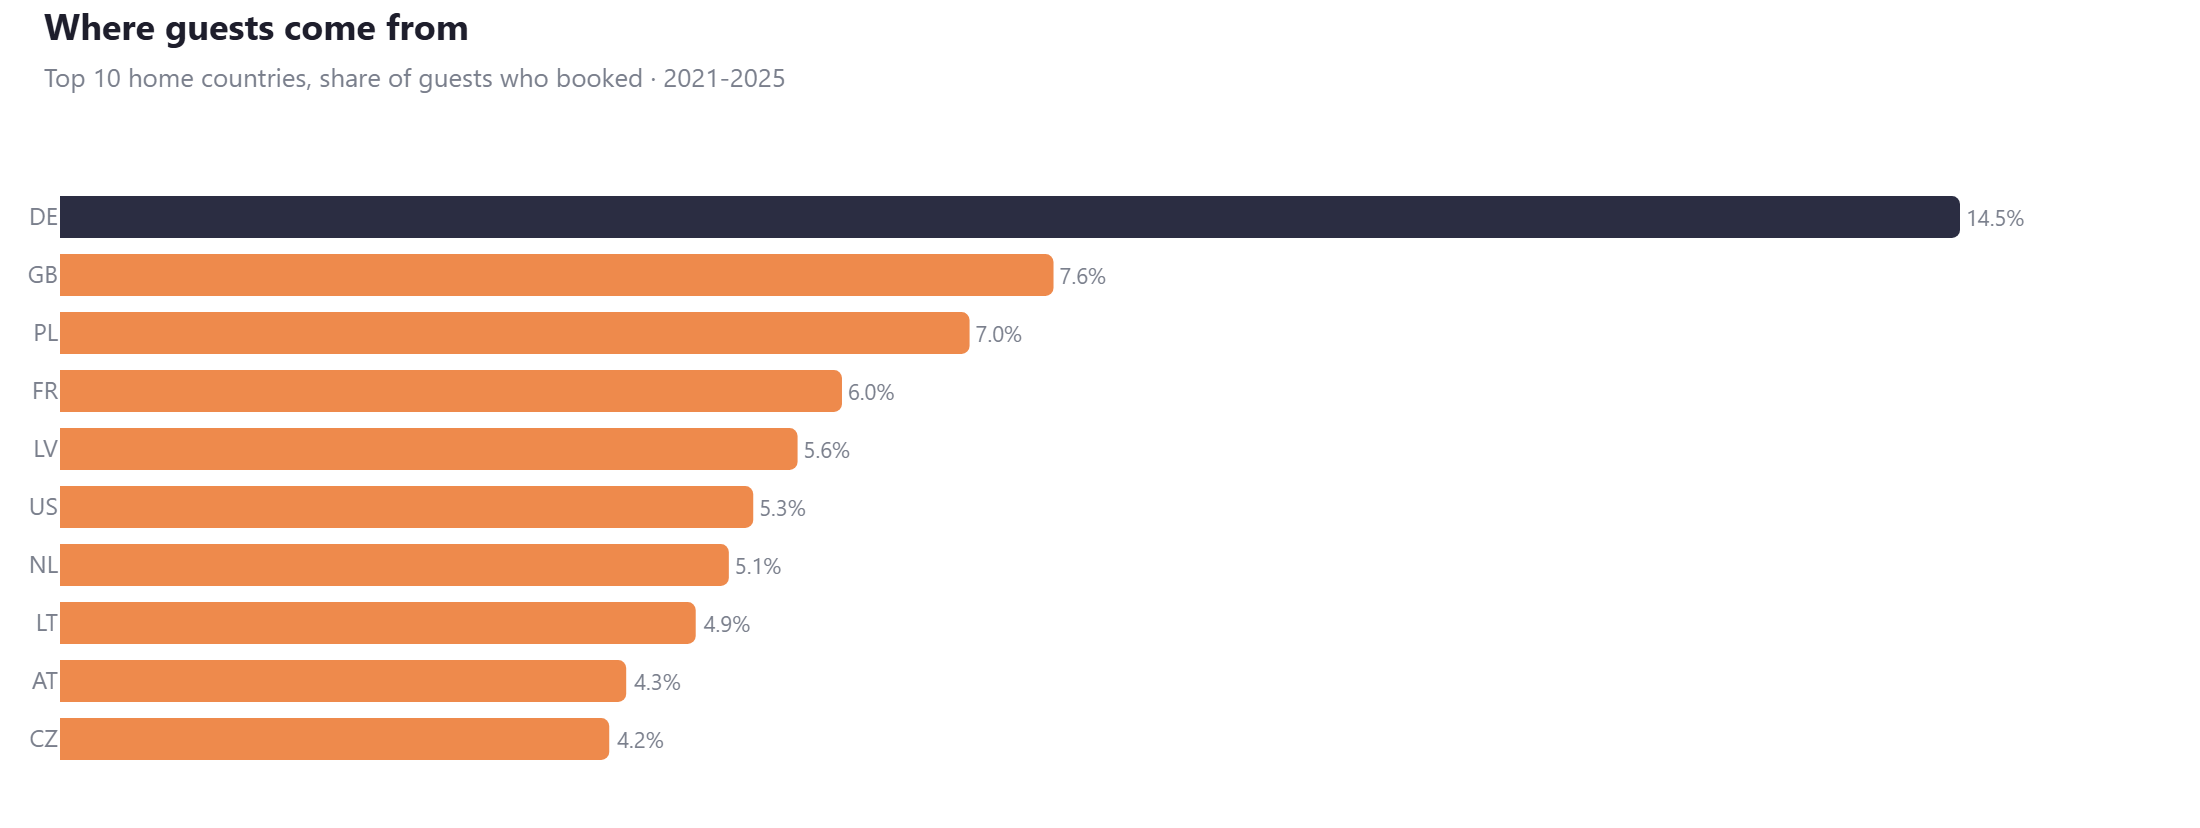 Where guests come from
Top 10 home countries, share of guests who booked · 2021-2025
DE 14.5%
GB 7.6%
PL 7.0%
FR 6.0%
LV 5.6%
US 5.3%
NL 5.1%
LT 4.9%
AT 4.3%
CZ 4.2%